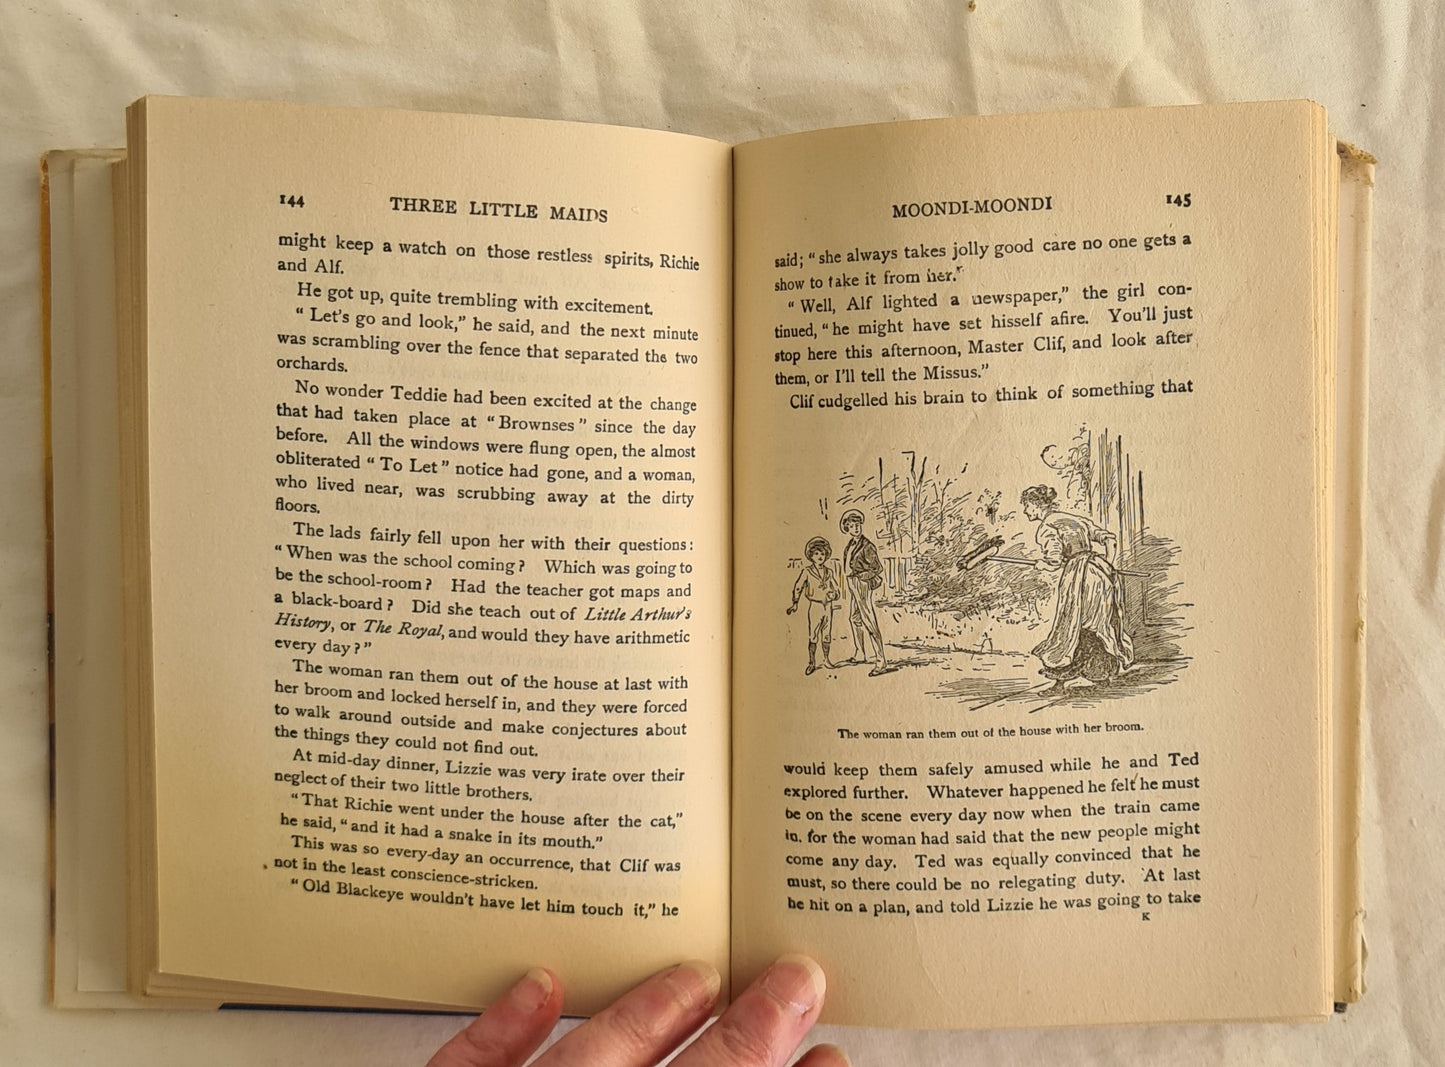 144 THREE LITTLE MAIDS
might keep a watch on those restless spirits, Richie
and Alf.
He got up, quite trembling with excitement.
“ Let’s go and look,” he said, and the next minute
was scrambling over the fence that separated the two
orchards.
No wonder Teddie had been excited at the change
that had taken place at “ Brownses ” since the day
before. All the windows were flung open, the almost
obliterated “ To Let ” notice had gone, and a woman,
who lived near, was scrubbing away at the dirty
floors.
The lads fairly fell upon her with their questions:
“ When was the school coming? Which was going to
be the school-room? Had the teacher got maps and
a black-board? Did she teach out of Little Arthur’s
History, or The Royal, and would they have arithmetic
every day?”
The woman ran them out of the house at last with
her broom and locked herself in, and they were forced
to walk around outside and make conjectures about
the things they could not find out.
At mid-day dinner, Lizzie was very irate over their
neglect of their two little brothers.
“ That Richie went under the house after the cat,”
he said, “ and it had a snake in its mouth.”
This was so every-day an occurrence, that Clif was
not in the least conscience-stricken.
“ Old Blackeye wouldn’t have let him touch it,” he
MOONDI-MOONDI 145
said; “ she always takes jolly good care no one gets a
show to take it from her.”
“ Well, Alf lighted a newspaper,” the girl con-
tinued, “ he might have set hisself afire. You’ll just
stop here this afternoon, Master Clif, and look after
them, or I’ll tell the Missus.”
Clif cudgelled his brain to think of something that
The woman ran them out of the house with her broom.
would keep them safely amused while he and Ted
explored further. Whatever happened he felt he must
be on the scene every day now when the train came
in, for the woman had said that the new people might
come any day. Ted was equally convinced that he
must, so there could be no relegating duty. At last
he hit on a plan, and told Lizzie he was going to take
K